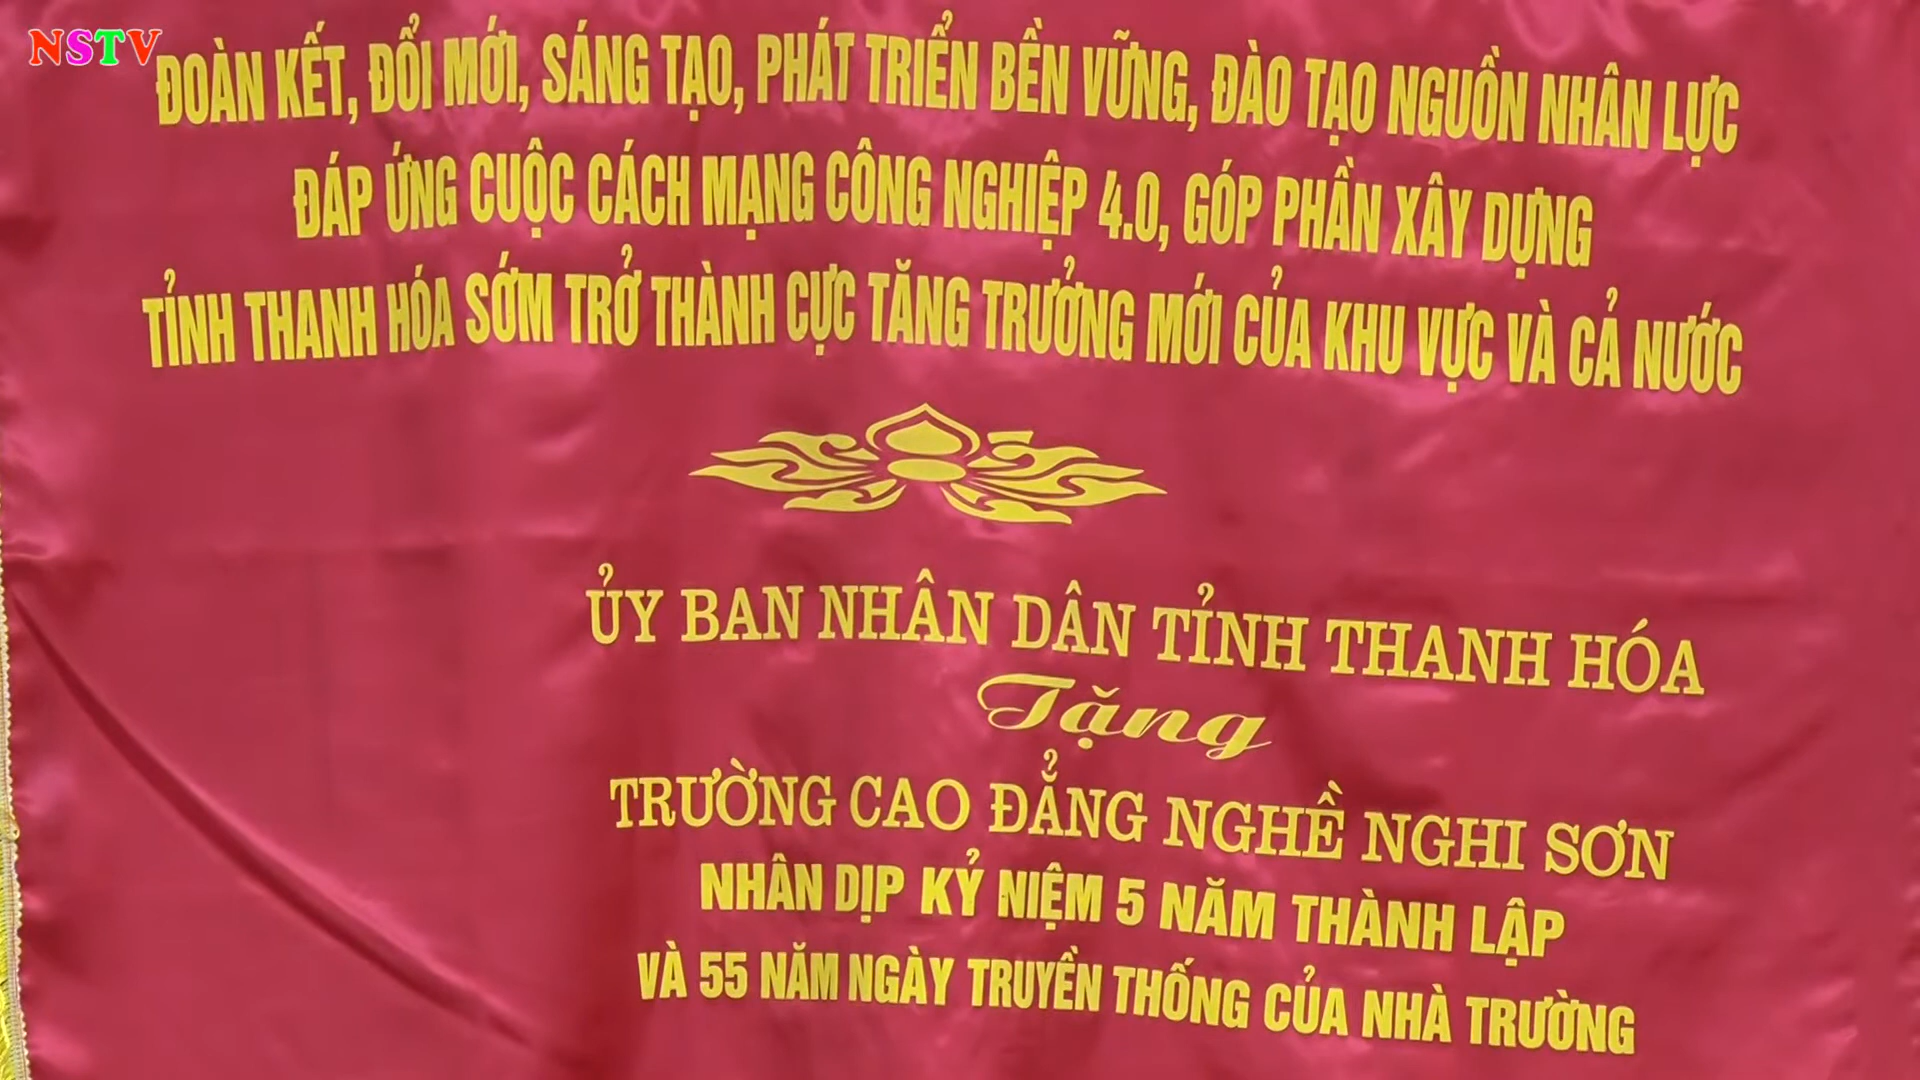 NSTV
ĐOÀN KẾT, ĐỔI MỚI, SÁNG TẠO, PHÁT TRIỂN BỀN VỮNG, ĐÀO TẠO NGUỒN NHÂN LỰC
ĐÁP ỨNG CUỘC CÁCH MẠNG CÔNG NGHIỆP 4.0, GÓP PHẦN XÂY DỰNG
TỈNH THANH HÓA SỚM TRỞ THÀNH CỰC TĂNG TRƯỞNG MỚI CỦA KHU VỰC VÀ CẢ NƯỚC
ỦY BAN NHÂN DÂN TỈNH THANH HÓA
Tặng
TRƯỜNG CAO ĐẲNG NGHỀ NGHI SƠN
NHÂN DỊP KỶ NIỆM 5 NĂM THÀNH LẬP
VÀ 55 NĂM NGÀY TRUYỀN THỐNG CỦA NHÀ TRƯỜNG